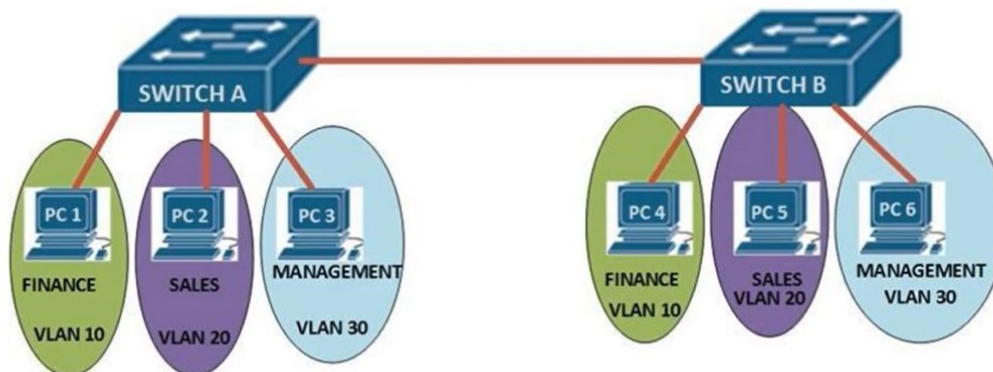 SWITCH A
SWITCH B
PC 1
PC 2
PC 3
PC 4
PC 5
PC 6
FINANCE
SALES
MANAGEMENT
FINANCE
SALES
MANAGEMENT
VLAN 10
VLAN 20
VLAN 30
VLAN 10
VLAN 20
VLAN 30